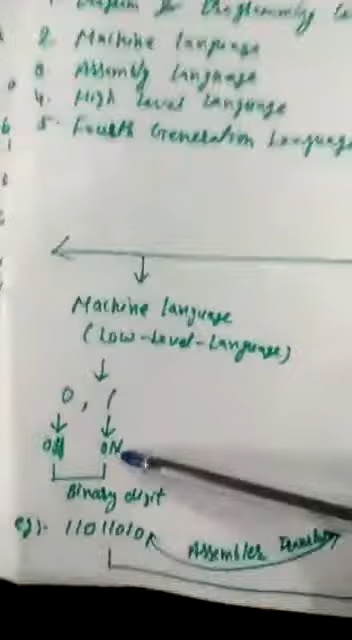 2. Machine language
3. Assembly Language
4. High Level Language
5. Fourth Generation Language
Machine language
(Low-Level-Language)
0, 1
ON
Binary digit
eg:- 11011010
Assembler